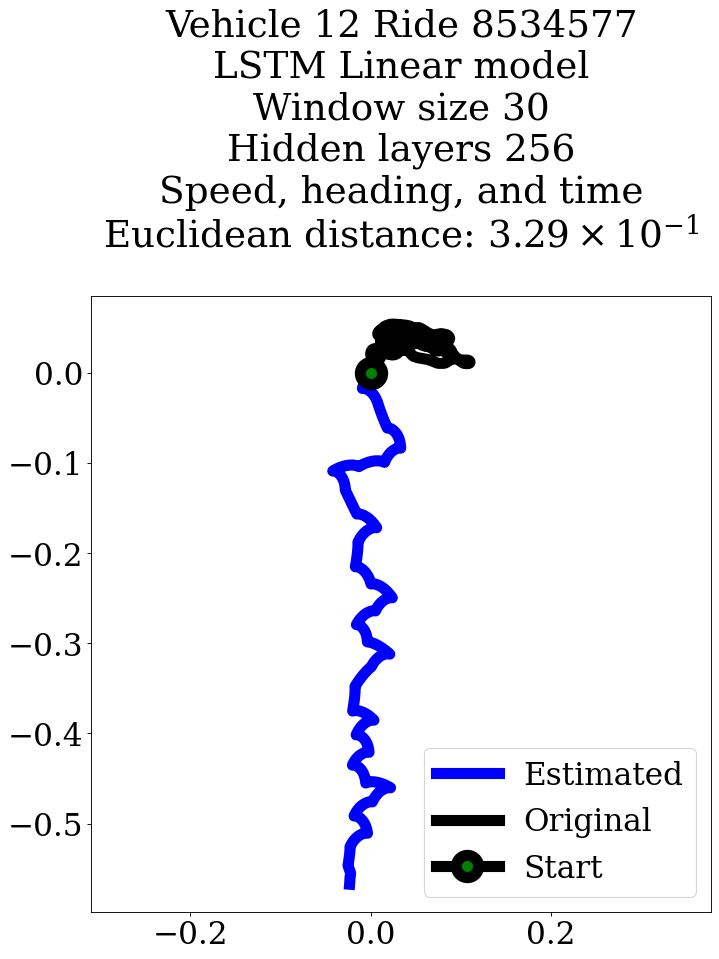 Vehicle 12 Ride 8534577
LSTM Linear model
Window size 30
Hidden layers 256
Speed, heading, and time
Euclidean distance: 3.29 × 10⁻¹
0.0
−0.1
−0.2
−0.3
−0.4
−0.5
−0.2
0.0
0.2
Estimated
Original
Start